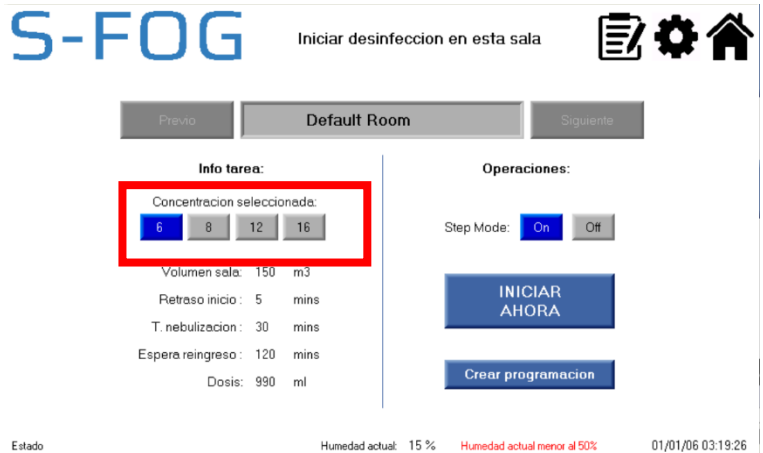 S-FOG
Iniciar desinfeccion en esta sala
Previo
Default Room
Siguiente
Info tarea:
Concentracion seleccionada:
6 8 12 16
Volumen sala: 150 m3
Retraso inicio : 5 mins
T. nebulizacion : 30 mins
Espera reingreso : 120 mins
Dosis: 990 ml
Operaciones:
Step Mode: On Off
INICIAR
AHORA
Crear programacion
Estado
Humedad actual: 15 %
Humedad actual menor al 50%
01/01/06 03:19:26